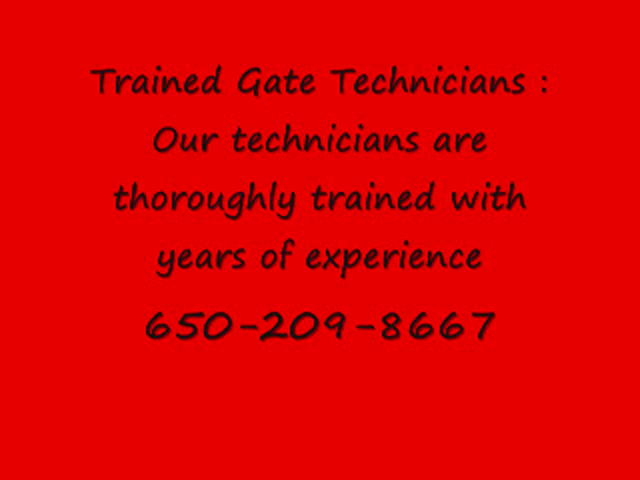 Trained Gate Technicians :
Our technicians are
thoroughly trained with
years of experience
650-209-8667